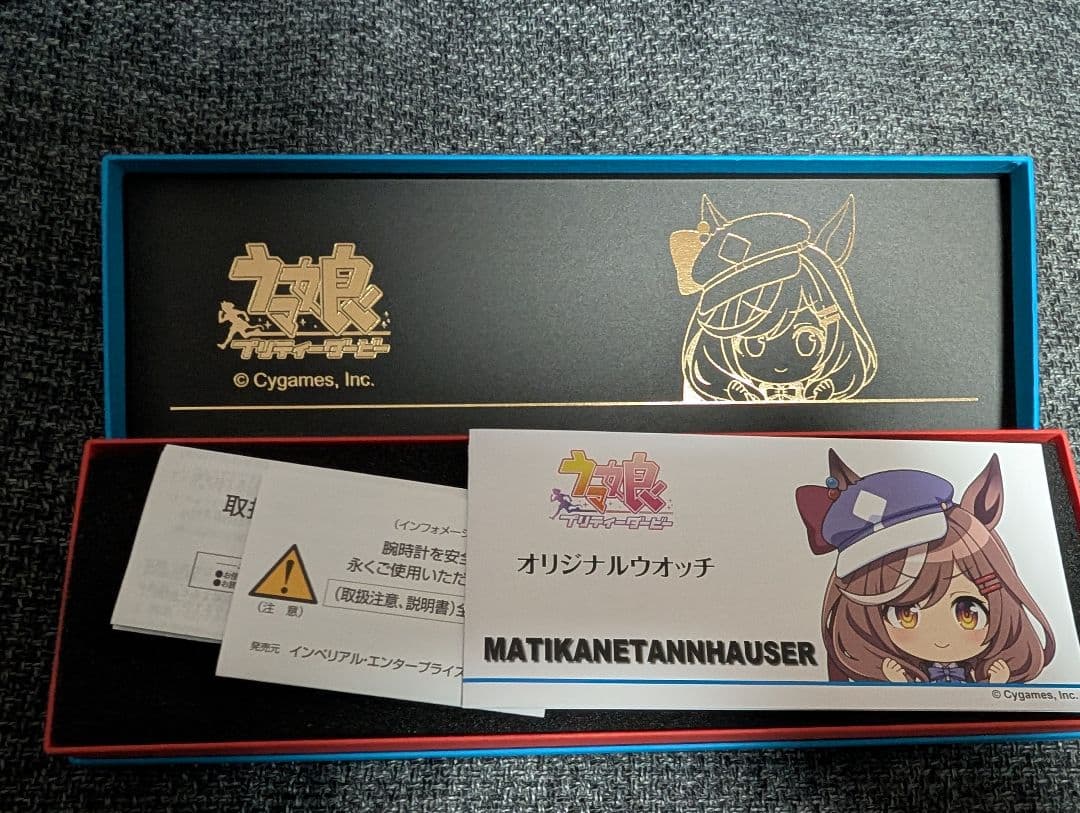 ウマ娘
プリティーダービー
© Cygames, Inc.
取
(インフォメー
腕時計を安全
永くご使用いただ
(取扱注意、説明書)全
(注 意)
発売元 インペリアル・エンタープライズ
ウマ娘
プリティーダービー
オリジナルウオッチ
MATIKANETANNHAUSER
© Cygames, Inc.